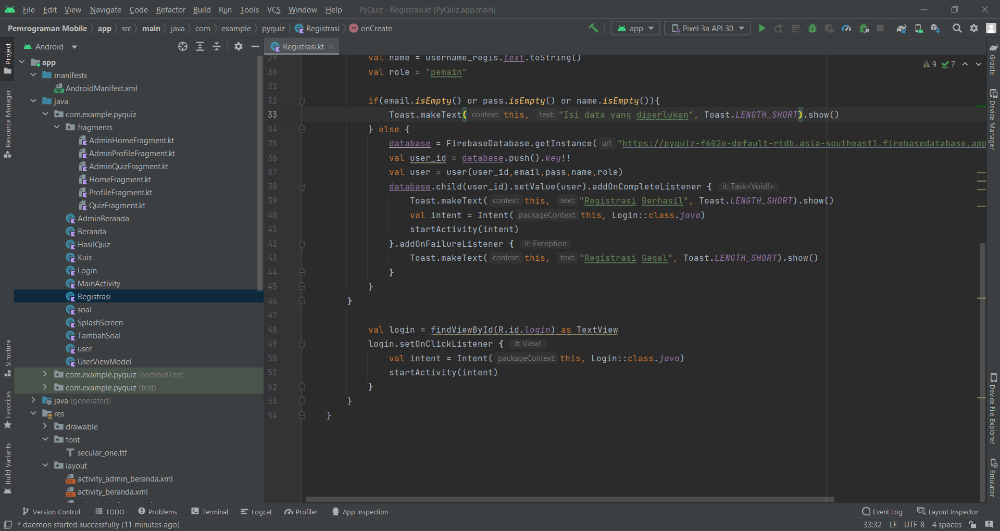 File Edit View Navigate Code Refactor Build Run Tools VCS Window Help PyQuiz - Registrasi.kt [PyQuiz.app.main]
Pemrograman Mobile app src main java com example pyquiz Registrasi m onCreate app Pixel 3a API 30
Project
Android
Registrasi.kt
app
manifests
MF AndroidManifest.xml
java
com.example.pyquiz
fragments
AdminHomeFragment.kt
AdminProfileFragment.kt
AdminQuizFragment.kt
HomeFragment.kt
ProfileFragment.kt
QuizFragment.kt
AdminBeranda
Beranda
HasilQuiz
Kuis
Login
MainActivity
Registrasi
soal
SplashScreen
TambahSoal
user
UserViewModel
com.example.pyquiz (androidTest)
com.example.pyquiz (test)
java (generated)
res
drawable
font
secular_one.ttf
layout
activity_admin_beranda.xml
activity_beranda.xml
Resource Manager
Structure
Favorites
Build Variants
29 val name = username_regis.text.toString()
30 val role = "pemain"
31
32 if(email.isEmpty() or pass.isEmpty() or name.isEmpty()){
33 Toast.makeText( context: this, text: "Isi data yang diperlukan", Toast.LENGTH_SHORT).show()
34 } else {
35 database = FirebaseDatabase.getInstance( url: "https://pyquiz-f602e-default-rtdb.asia-southeast1.firebasedatabase.app
36 val user_id = database.push().key!!
37 val user = user(user_id,email,pass,name,role)
38 database.child(user_id).setValue(user).addOnCompleteListener { it: Task<Void!>
39 Toast.makeText( context: this, text: "Registrasi Berhasil", Toast.LENGTH_SHORT).show()
40 val intent = Intent( packageContext: this, Login::class.java)
41 startActivity(intent)
42 }.addOnFailureListener { it: Exception
43 Toast.makeText( context: this, text: "Registrasi Gagal", Toast.LENGTH_SHORT).show()
44 }
45 }
46 }
47
48 val login = findViewById(R.id.login) as TextView
49 login.setOnClickListener { it: View!
50 val intent = Intent( packageContext: this, Login::class.java)
51 startActivity(intent)
52 }
53 }
54 }
9 7
Gradle
Device Manager
Device File Explorer
Emulator
Version Control TODO Problems Terminal Logcat Profiler App Inspection Event Log Layout Inspector
* daemon started successfully (11 minutes ago) 33:32 LF UTF-8 4 spaces